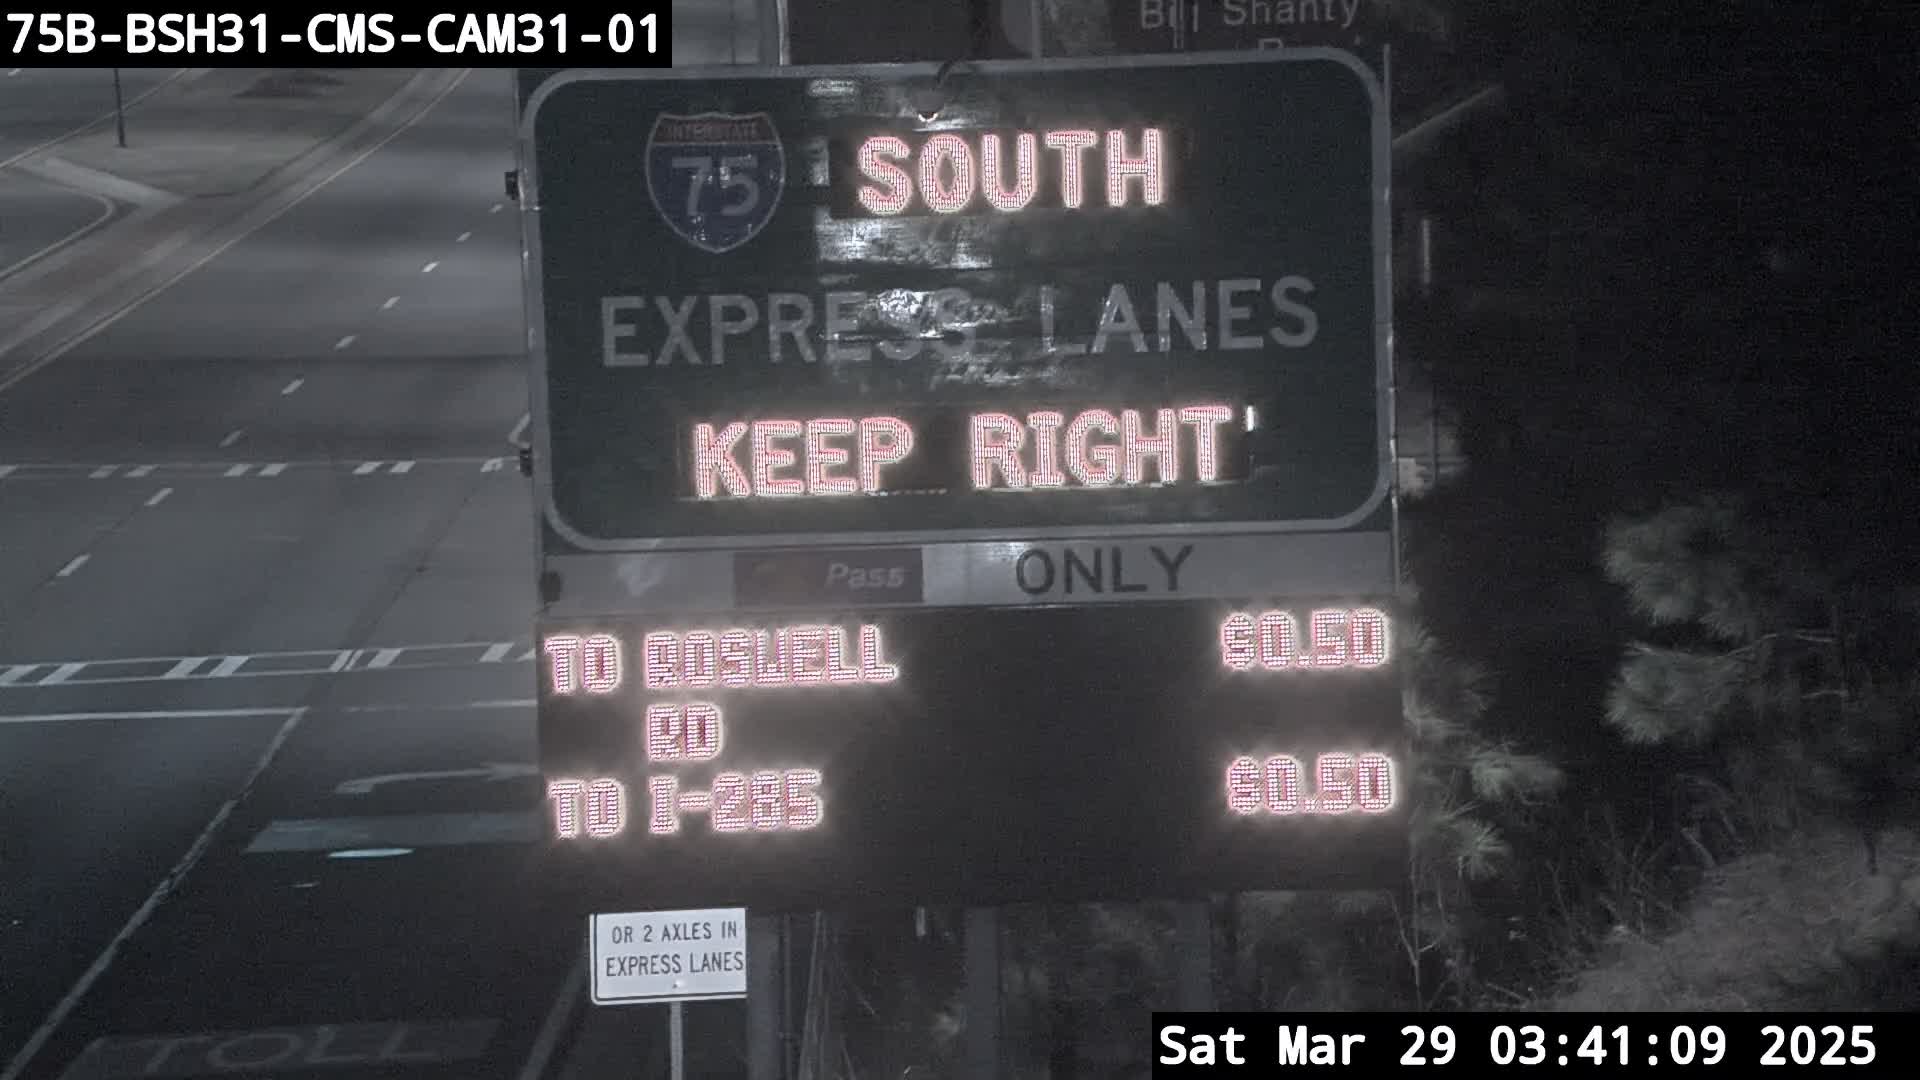 75B-BSH31-CMS-CAM31-01
Shanty
INTERSTATE
75
SOUTH
EXPRESS LANES
KEEP RIGHT
Pass ONLY
TO ROSWELL $0.50
RD
TO I-285 $0.50
OR 2 AXLES IN
EXPRESS LANES
TOLL
Sat Mar 29 03:41:09 2025